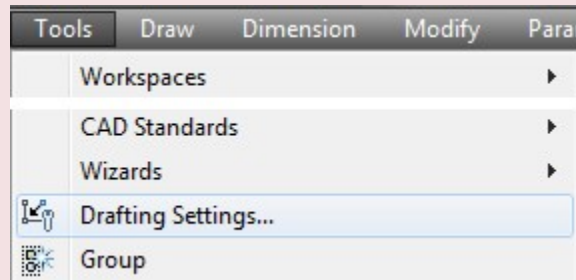 Tools Draw Dimension Modify Para
Workspaces
CAD Standards
Wizards
Drafting Settings...
Group